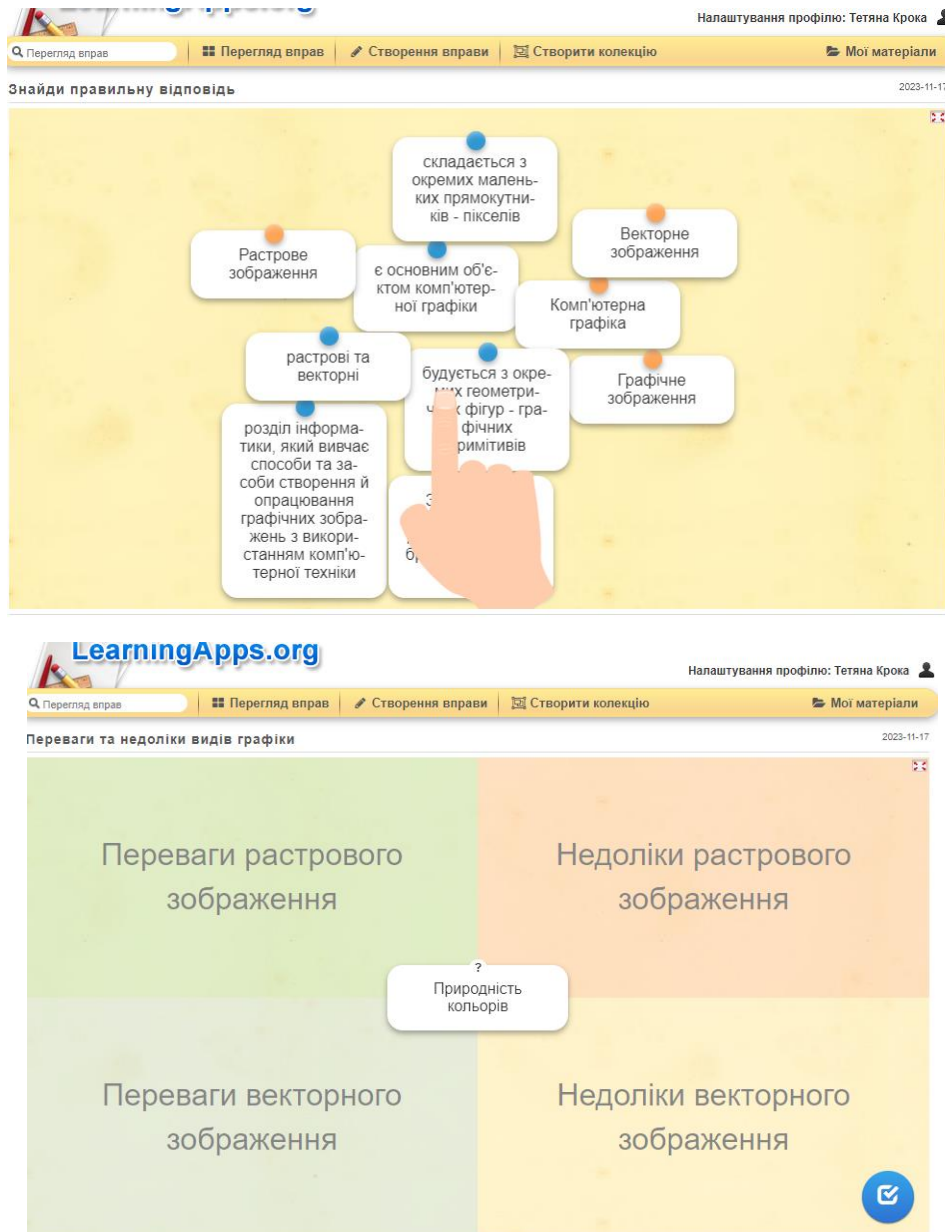 Налаштування профілю: Тетяна Крока
Перегляд вправ
Перегляд вправ
Створення вправи
Створити колекцію
Мої матеріали
Знайди правильну відповідь
2023-11-17
складається з
окремих малень-
ких прямокутни-
ків - пікселів
Векторне
зображення
Растрове
зображення
є основним об'є-
ктом комп'ютер-
ної графіки
Комп'ютерна
графіка
растрові та
векторні
будується з окре-
мих геометри-
фігур - гра-
фічних
Графічне
зображення
розділ інформа-
тики, який вивчає
способи та за-
соби створення й
опрацювання
графічних зобра-
жень з викори-
станням комп'ю-
терної техніки
LearningApps.org
Налаштування профілю: Тетяна Крока
Перегляд вправ
Перегляд вправ
Створення вправи
Створити колекцію
Мої матеріали
Переваги та недоліки видів графіки
2023-11-17
Переваги растрового
зображення
Недоліки растрового
зображення
?
Природність
кольорів
Переваги векторного
зображення
Недоліки векторного
зображення